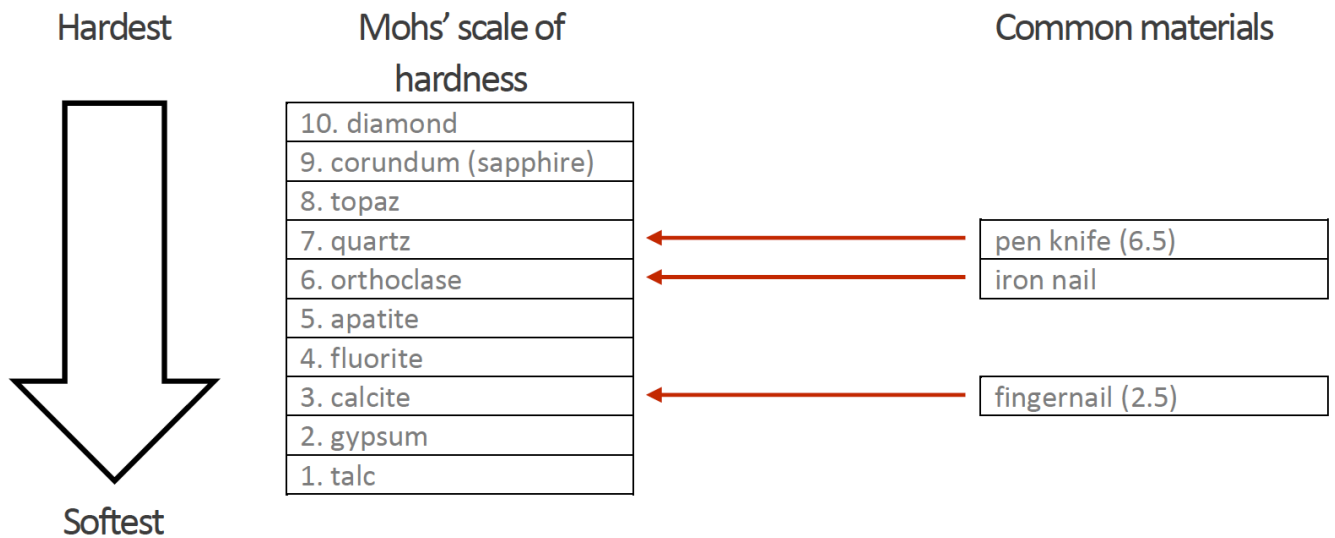 Hardest
Mohs' scale of
hardness
Common materials
10. diamond
9. corundum (sapphire)
8. topaz
7. quartz
pen knife (6.5)
6. orthoclase
iron nail
5. apatite
4. fluorite
3. calcite
fingernail (2.5)
2. gypsum
1. talc
Softest